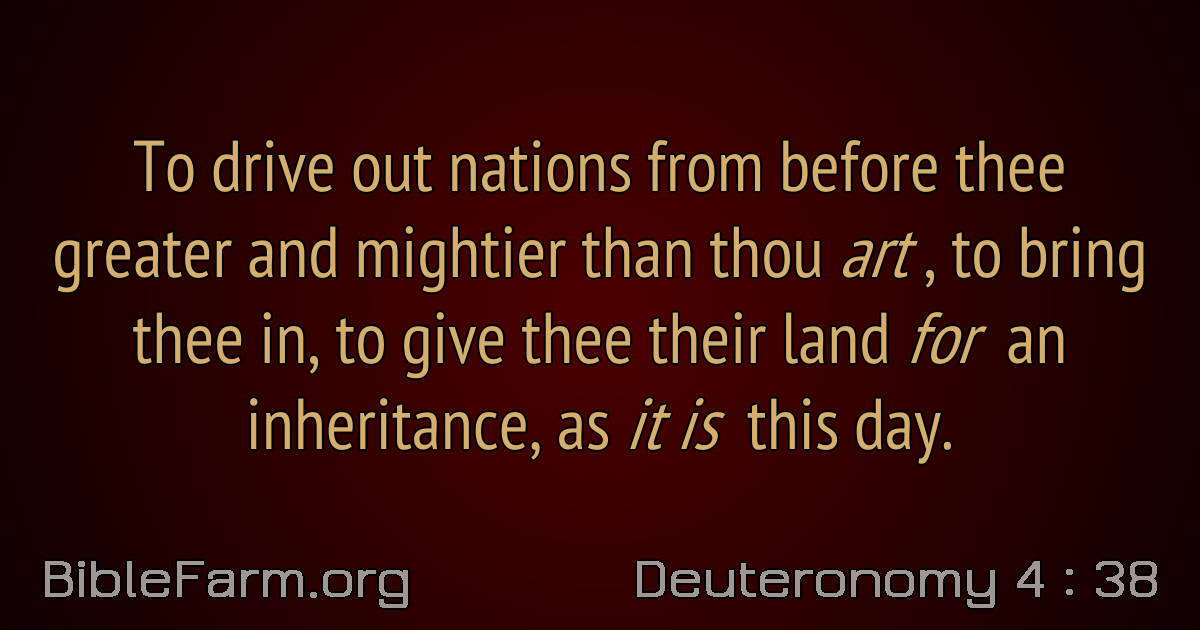 To drive out nations from before thee
greater and mightier than thou art , to bring
thee in, to give thee their land for an
inheritance, as it is this day.
BibleFarm.org
Deuteronomy 4 : 38